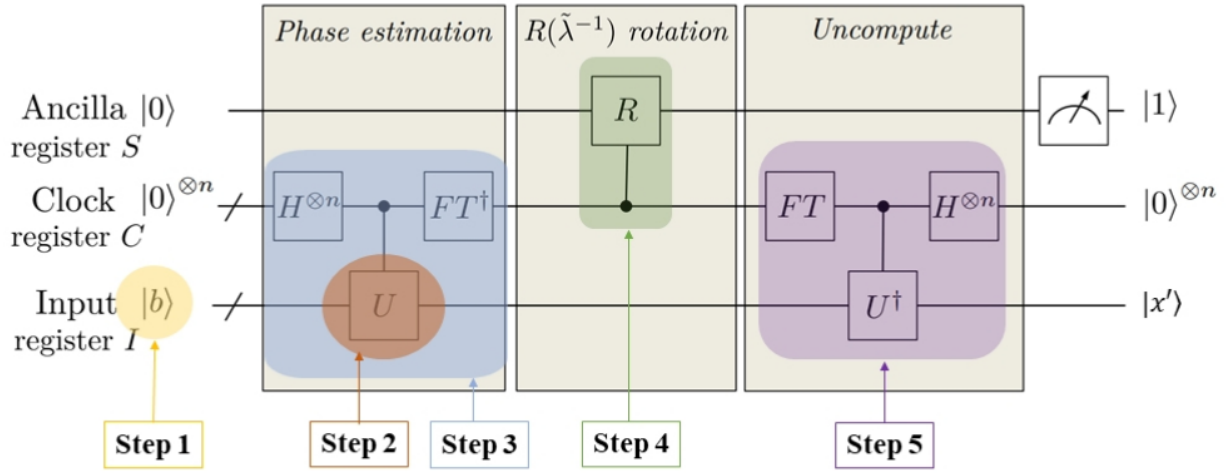 Phase estimation
R(λ̃⁻¹) rotation
Uncompute
Ancilla |0⟩
register S
R
|1⟩
Clock |0⟩⊗n
register C
H⊗n
FT†
FT
H⊗n
|0⟩⊗n
Input |b⟩
register I
U
U†
|x′⟩
Step 1
Step 2
Step 3
Step 4
Step 5